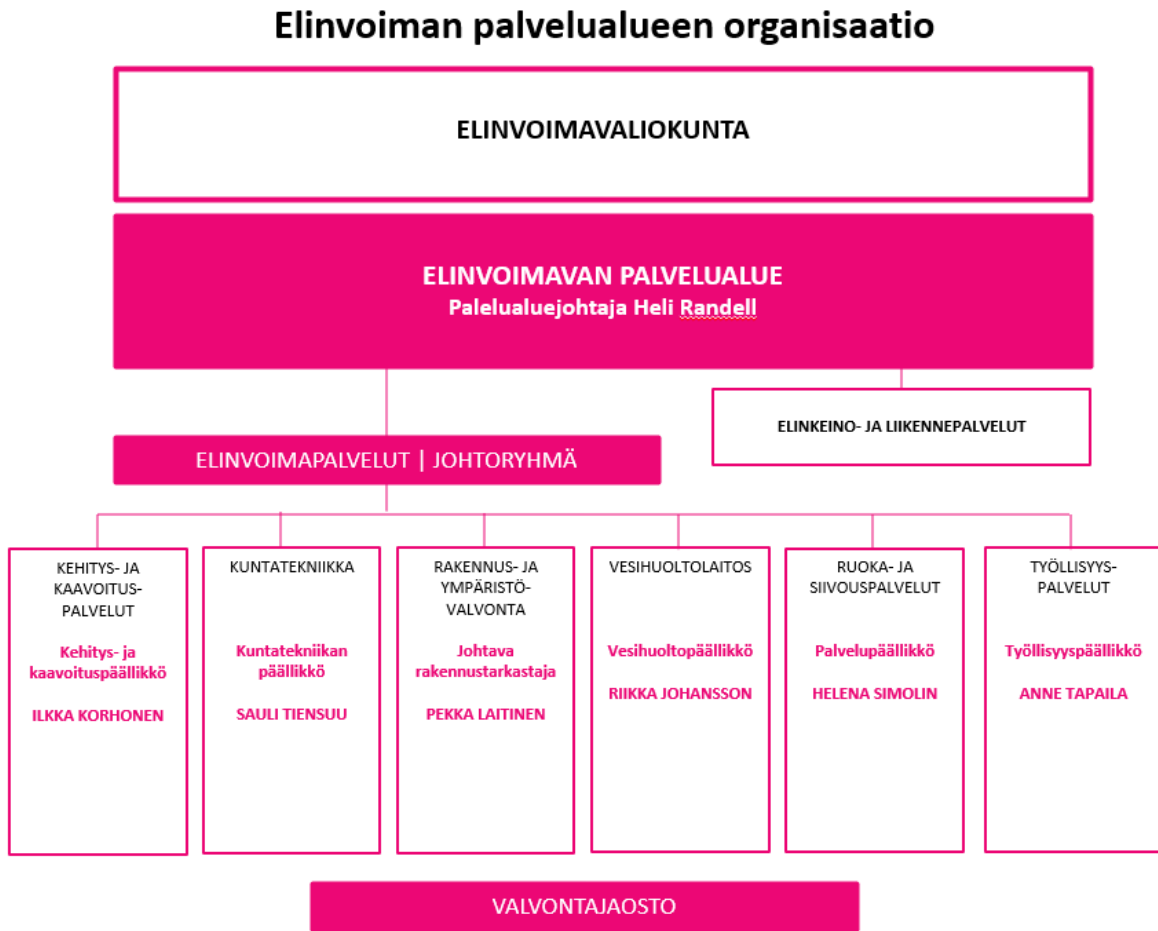 Elinvoiman palvelualueen organisaatio
ELINVOIMAVALIOKUNTA
ELINVOIMAVAN PALVELUALUE
Palelualuejohtaja Heli Randell
ELINKEINO- JA LIIKENNEPALVELUT
ELINVOIMAPALVELUT | JOHTORYHMÄ
KEHITYS- JA
KAAVOITUS-
PALVELUT
Kehitys- ja
kaavoituspäällikkö
ILKKA KORHONEN
KUNTATEKNIIKKA
Kuntatekniikan
päällikkö
SAULI TIENSUU
RAKENNUS- JA
YMPÄRISTÖ-
VALVONTA
Johtava
rakennustarkastaja
PEKKA LAITINEN
VESIHUOLTOLAITOS
Vesihuoltopäällikkö
RIIKKA JOHANSSON
RUOKA- JA
SIIVOUSPALVELUT
Palvelupäällikkö
HELENA SIMOLIN
TYÖLLISYYS-
PALVELUT
Työllisyyspäällikkö
ANNE TAPAILA
VALVONTAJAOSTO